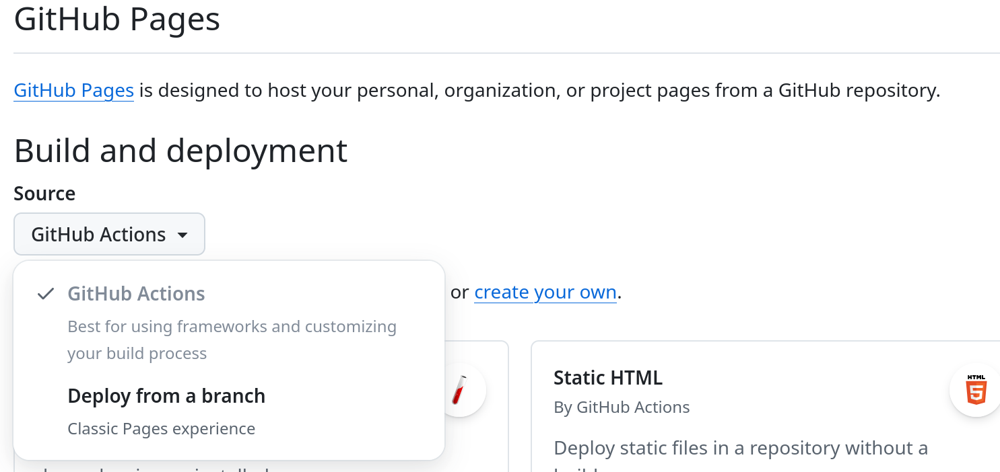 GitHub Pages
GitHub Pages is designed to host your personal, organization, or project pages from a GitHub repository.
Build and deployment
Source
GitHub Actions
GitHub Actions
Best for using frameworks and customizing
your build process
Deploy from a branch
Classic Pages experience
or create your own.
Static HTML
By GitHub Actions
Deploy static files in a repository without a
HTML
5